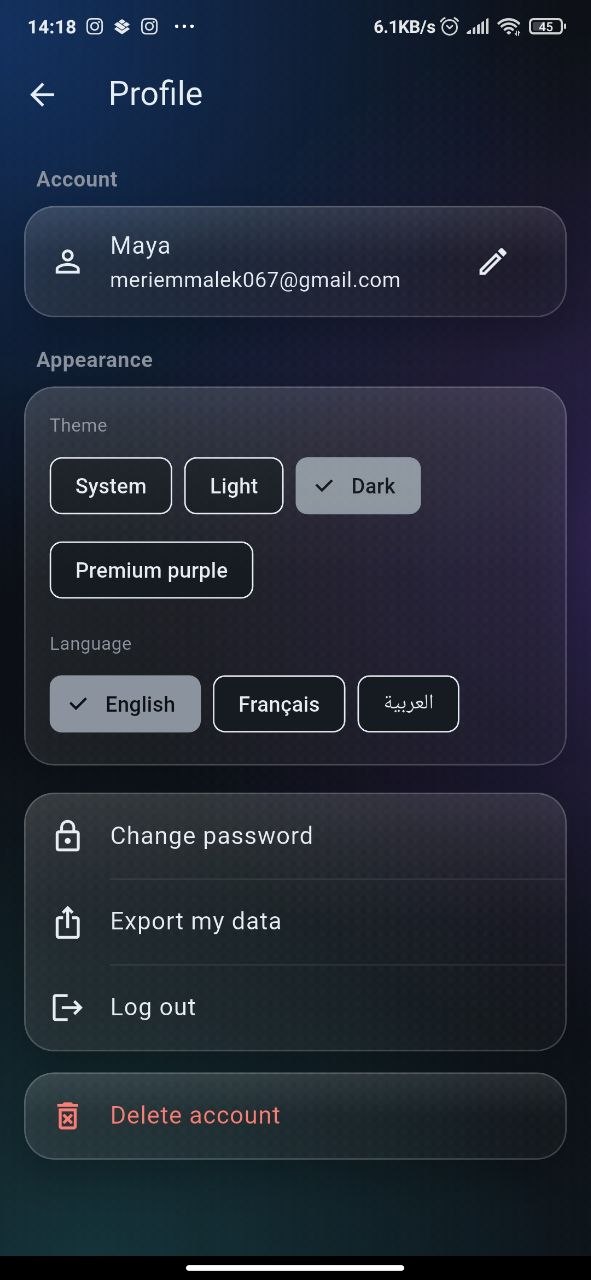 14:18 6.1KB/s 45
Profile
Account
Maya
meriemmalek067@gmail.com
Appearance
Theme
System Light Dark
Premium purple
Language
English Français العربية
Change password
Export my data
Log out
Delete account